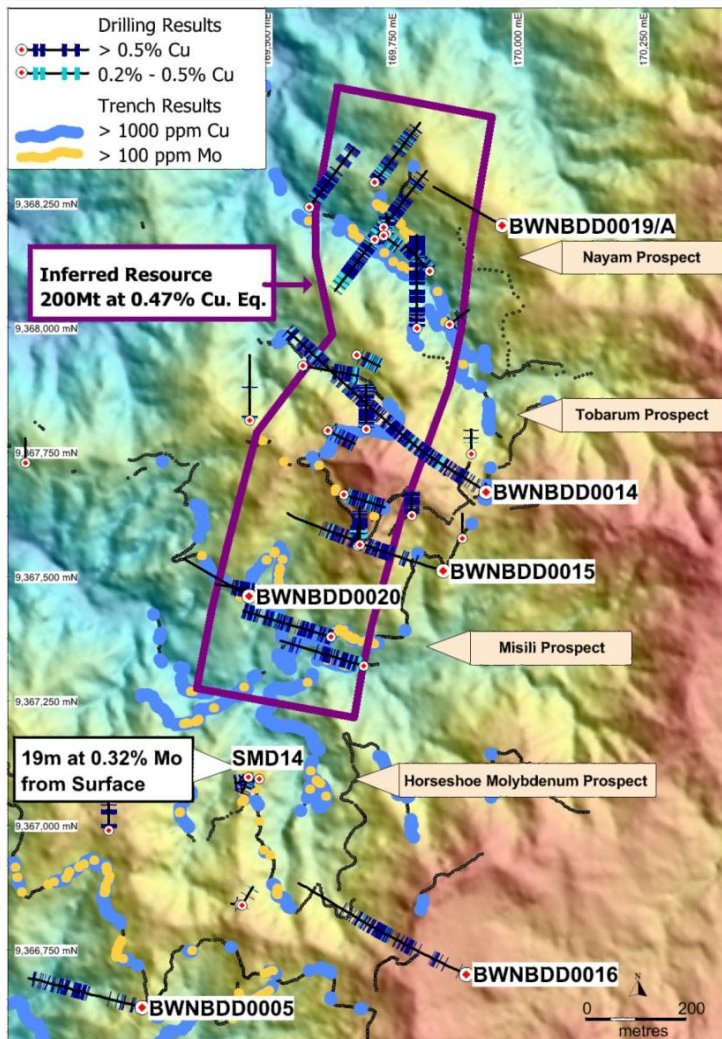 Drilling Results
> 0.5% Cu
0.2% - 0.5% Cu
Trench Results
> 1000 ppm Cu
> 100 ppm Mo
169,500 mE
169,750 mE
170,000 mE
170,250 mE
9,368,250 mN
BWNBDD0019/A
Nayam Prospect
Inferred Resource
200Mt at 0.47% Cu. Eq.
9,368,000 mN
Tobarum Prospect
9,367,750 mN
BWNBDD0014
9,367,500 mN
BWNBDD0015
BWNBDD0020
Misili Prospect
9,367,250 mN
19m at 0.32% Mo
from Surface
SMD14
Horseshoe Molybdenum Prospect
9,367,000 mN
9,366,750 mN
BWNBDD0016
BWNBDD0005
N
0 200
metres